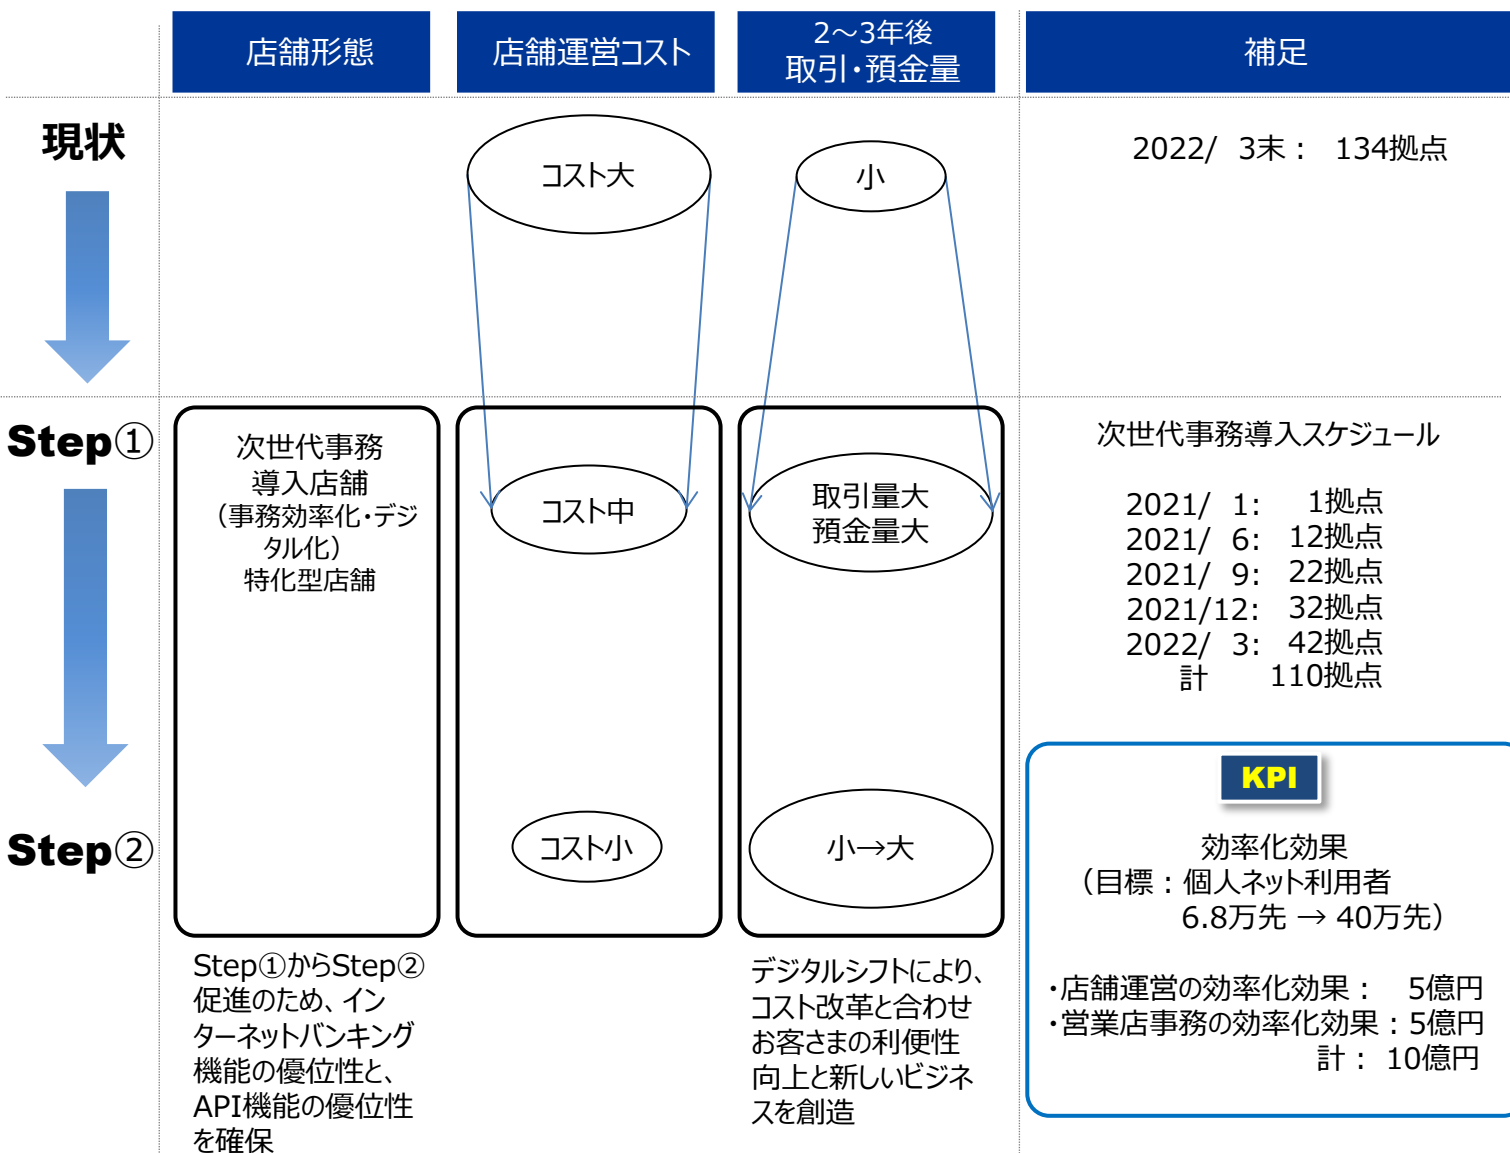 店舗形態
店舗運営コスト
2～3年後
取引・預金量
補足
現状
コスト大
小
2022/ 3末： 134拠点
Step①
次世代事務
導入店舗
（事務効率化・デジ
タル化）
特化型店舗
コスト中
取引量大
預金量大
次世代事務導入スケジュール
2021/ 1: 1拠点
2021/ 6: 12拠点
2021/ 9: 22拠点
2021/12: 32拠点
2022/ 3: 42拠点
計 110拠点
Step②
コスト小
小→大
KPI
効率化効果
（目標：個人ネット利用者
6.8万先 → 40万先）
・店舗運営の効率化効果： 5億円
・営業店事務の効率化効果：5億円
計： 10億円
Step①からStep②
促進のため、イン
ターネットバンキング
機能の優位性と、
API機能の優位性
を確保
デジタルシフトにより、
コスト改革と合わせ
お客さまの利便性
向上と新しいビジネ
スを創造